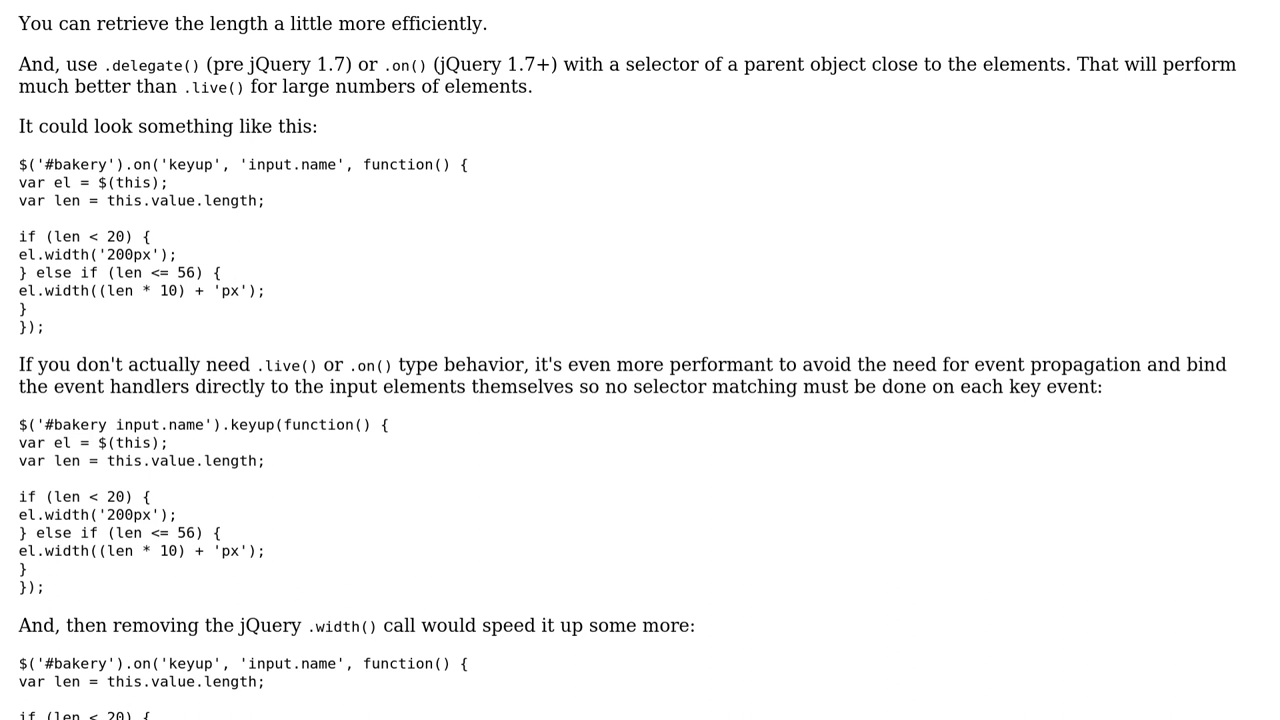 You can retrieve the length a little more efficiently.
And, use .delegate() (pre jQuery 1.7) or .on() (jQuery 1.7+) with a selector of a parent object close to the elements. That will perform
much better than .live() for large numbers of elements.
It could look something like this:
$('#bakery').on('keyup', 'input.name', function() {
var el = $(this);
var len = this.value.length;
if (len < 20) {
el.width('200px');
} else if (len <= 56) {
el.width((len * 10) + 'px');
}
});
If you don't actually need .live() or .on() type behavior, it's even more performant to avoid the need for event propagation and bind
the event handlers directly to the input elements themselves so no selector matching must be done on each key event:
$('#bakery input.name').keyup(function() {
var el = $(this);
var len = this.value.length;
if (len < 20) {
el.width('200px');
} else if (len <= 56) {
el.width((len * 10) + 'px');
}
});
And, then removing the jQuery .width() call would speed it up some more:
$('#bakery').on('keyup', 'input.name', function() {
var len = this.value.length;
if (len < 20) {